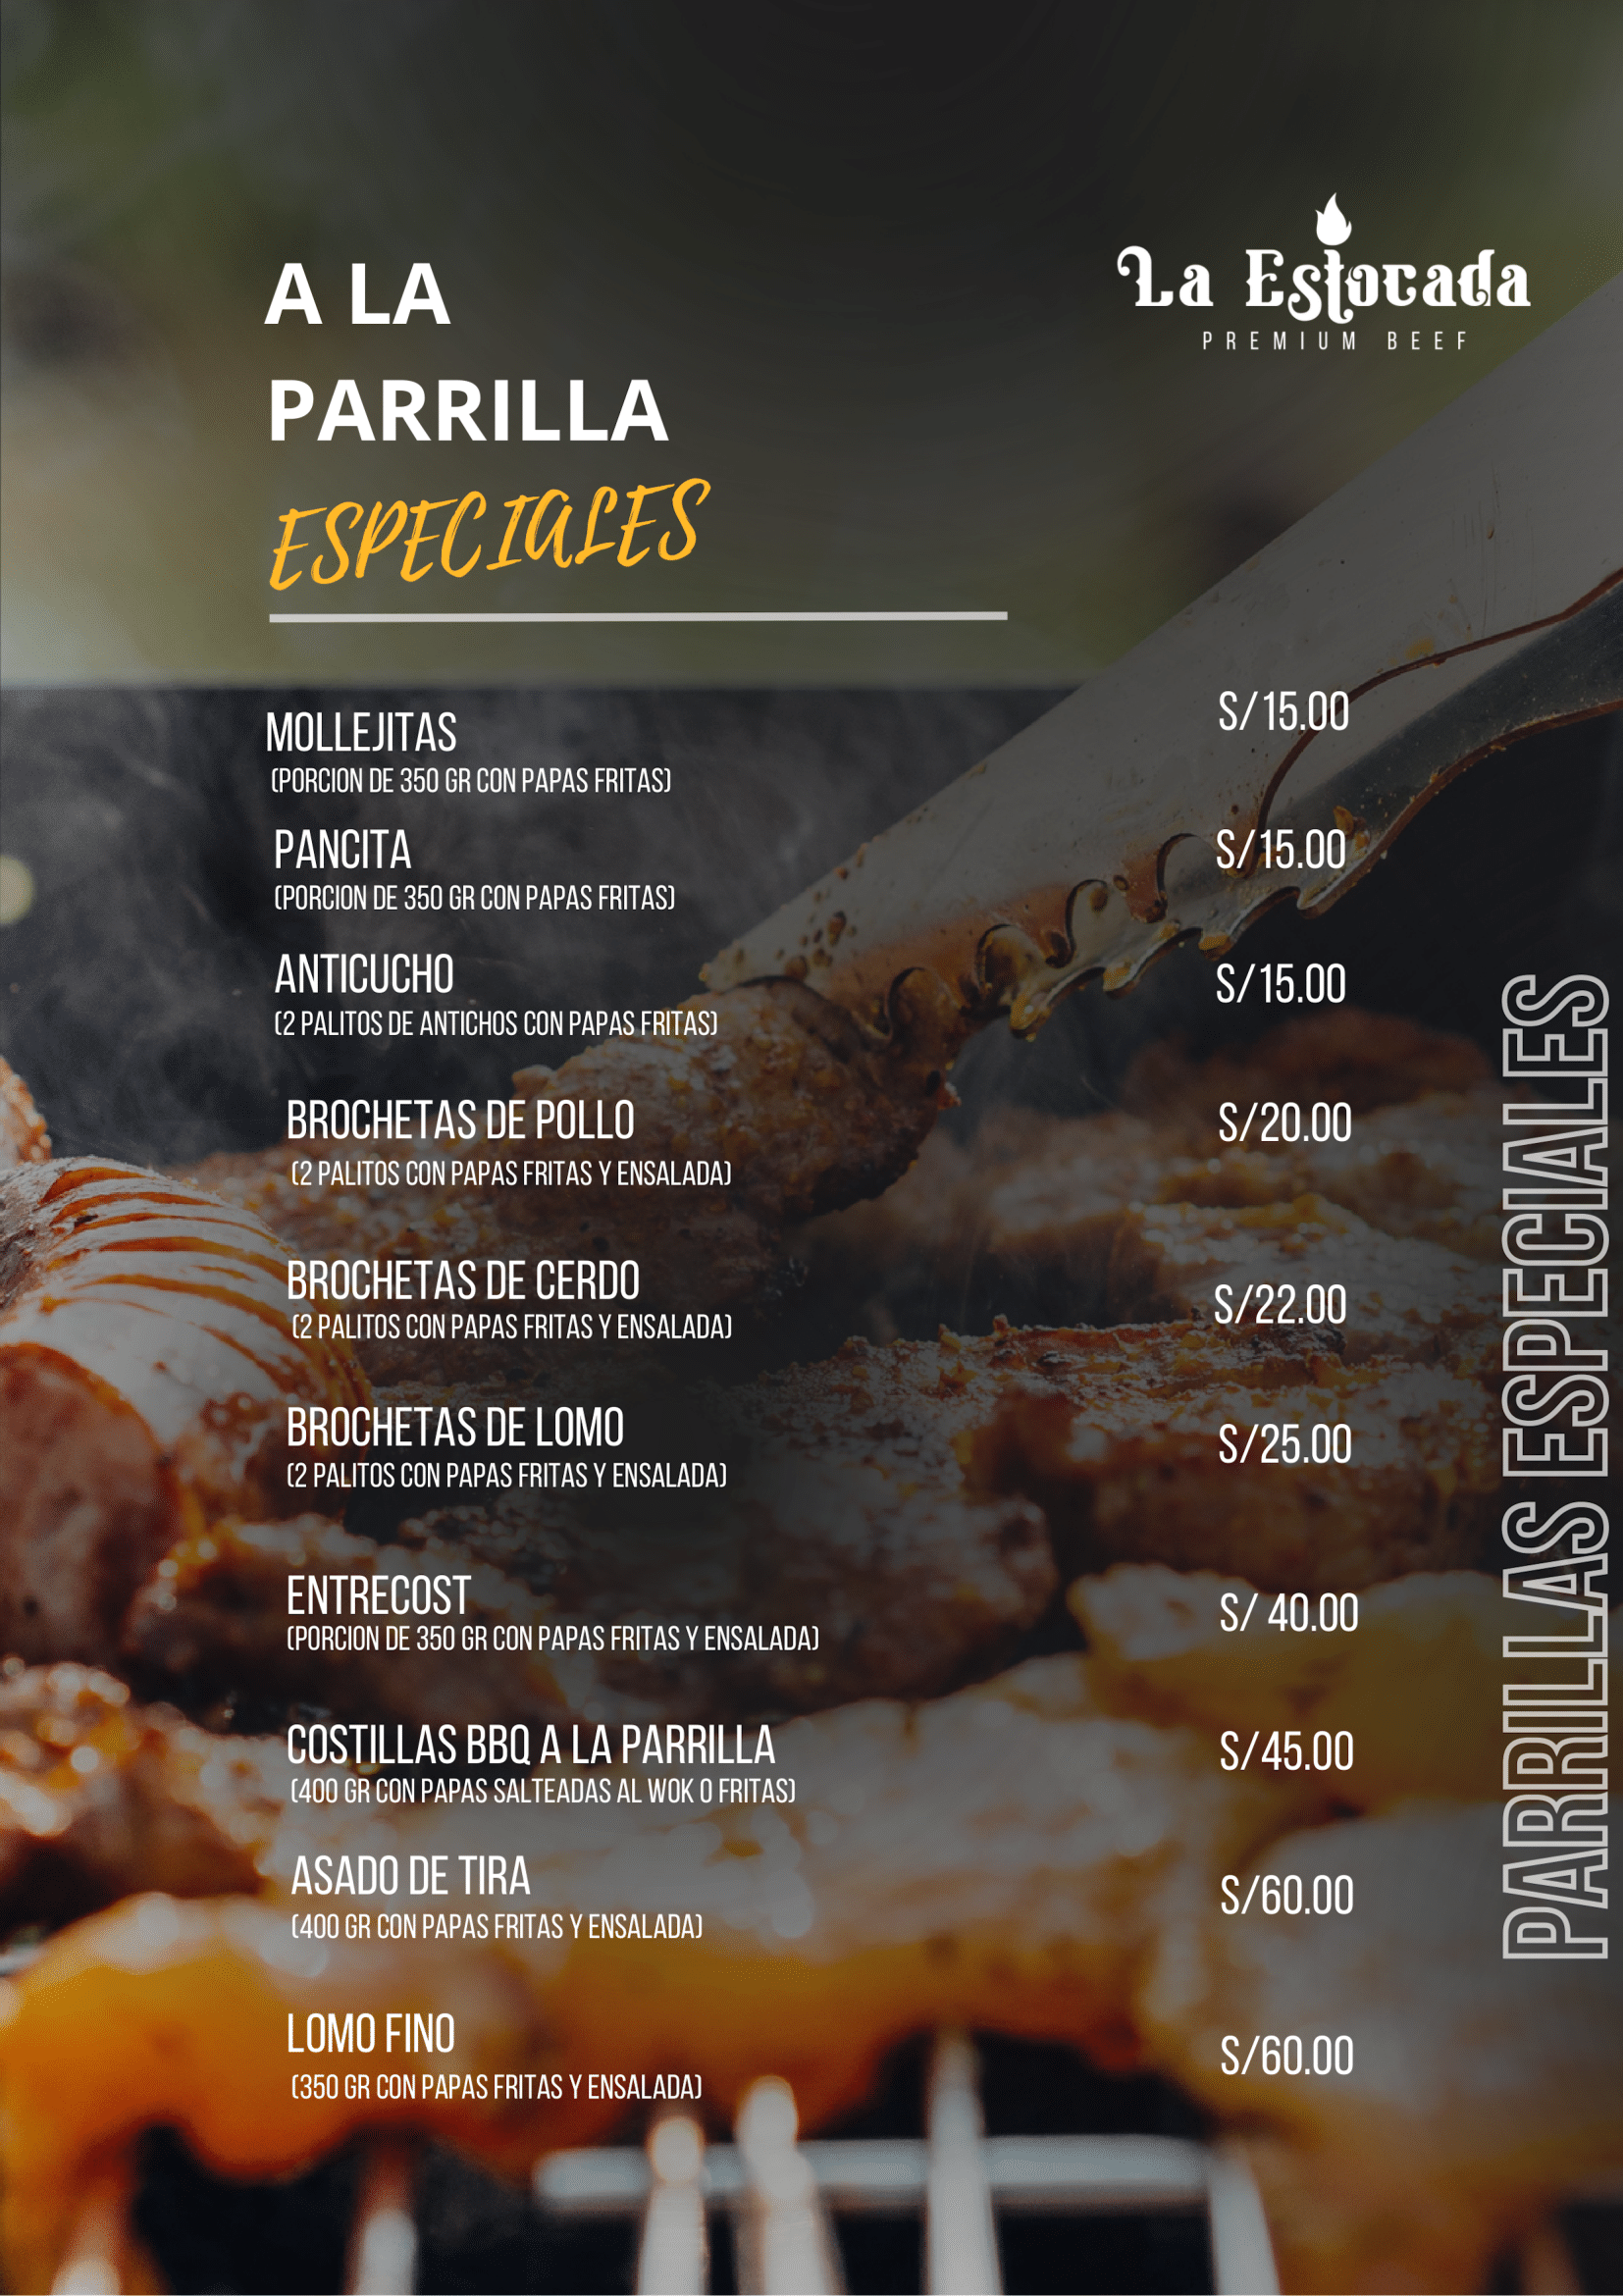 A LA
PARRILLA
ESPECIALES
La Estocada
PREMIUM BEEF
MOLLEJITAS
S/15.00
(PORCION DE 350 GR CON PAPAS FRITAS)
PANCITA
S/15.00
(PORCION DE 350 GR CON PAPAS FRITAS)
ANTICUCHO
S/15.00
(2 PALITOS DE ANTICHOS CON PAPAS FRITAS)
BROCHETAS DE POLLO
S/20.00
(2 PALITOS CON PAPAS FRITAS Y ENSALADA)
BROCHETAS DE CERDO
S/22.00
(2 PALITOS CON PAPAS FRITAS Y ENSALADA)
BROCHETAS DE LOMO
S/25.00
(2 PALITOS CON PAPAS FRITAS Y ENSALADA)
ENTRECOST
S/ 40.00
(PORCION DE 350 GR CON PAPAS FRITAS Y ENSALADA)
COSTILLAS BBQ A LA PARRILLA
S/45.00
(400 GR CON PAPAS SALTEADAS AL WOK O FRITAS)
ASADO DE TIRA
S/60.00
(400 GR CON PAPAS FRITAS Y ENSALADA)
LOMO FINO
S/60.00
(350 GR CON PAPAS FRITAS Y ENSALADA)
PARRILLAS ESPECIALES